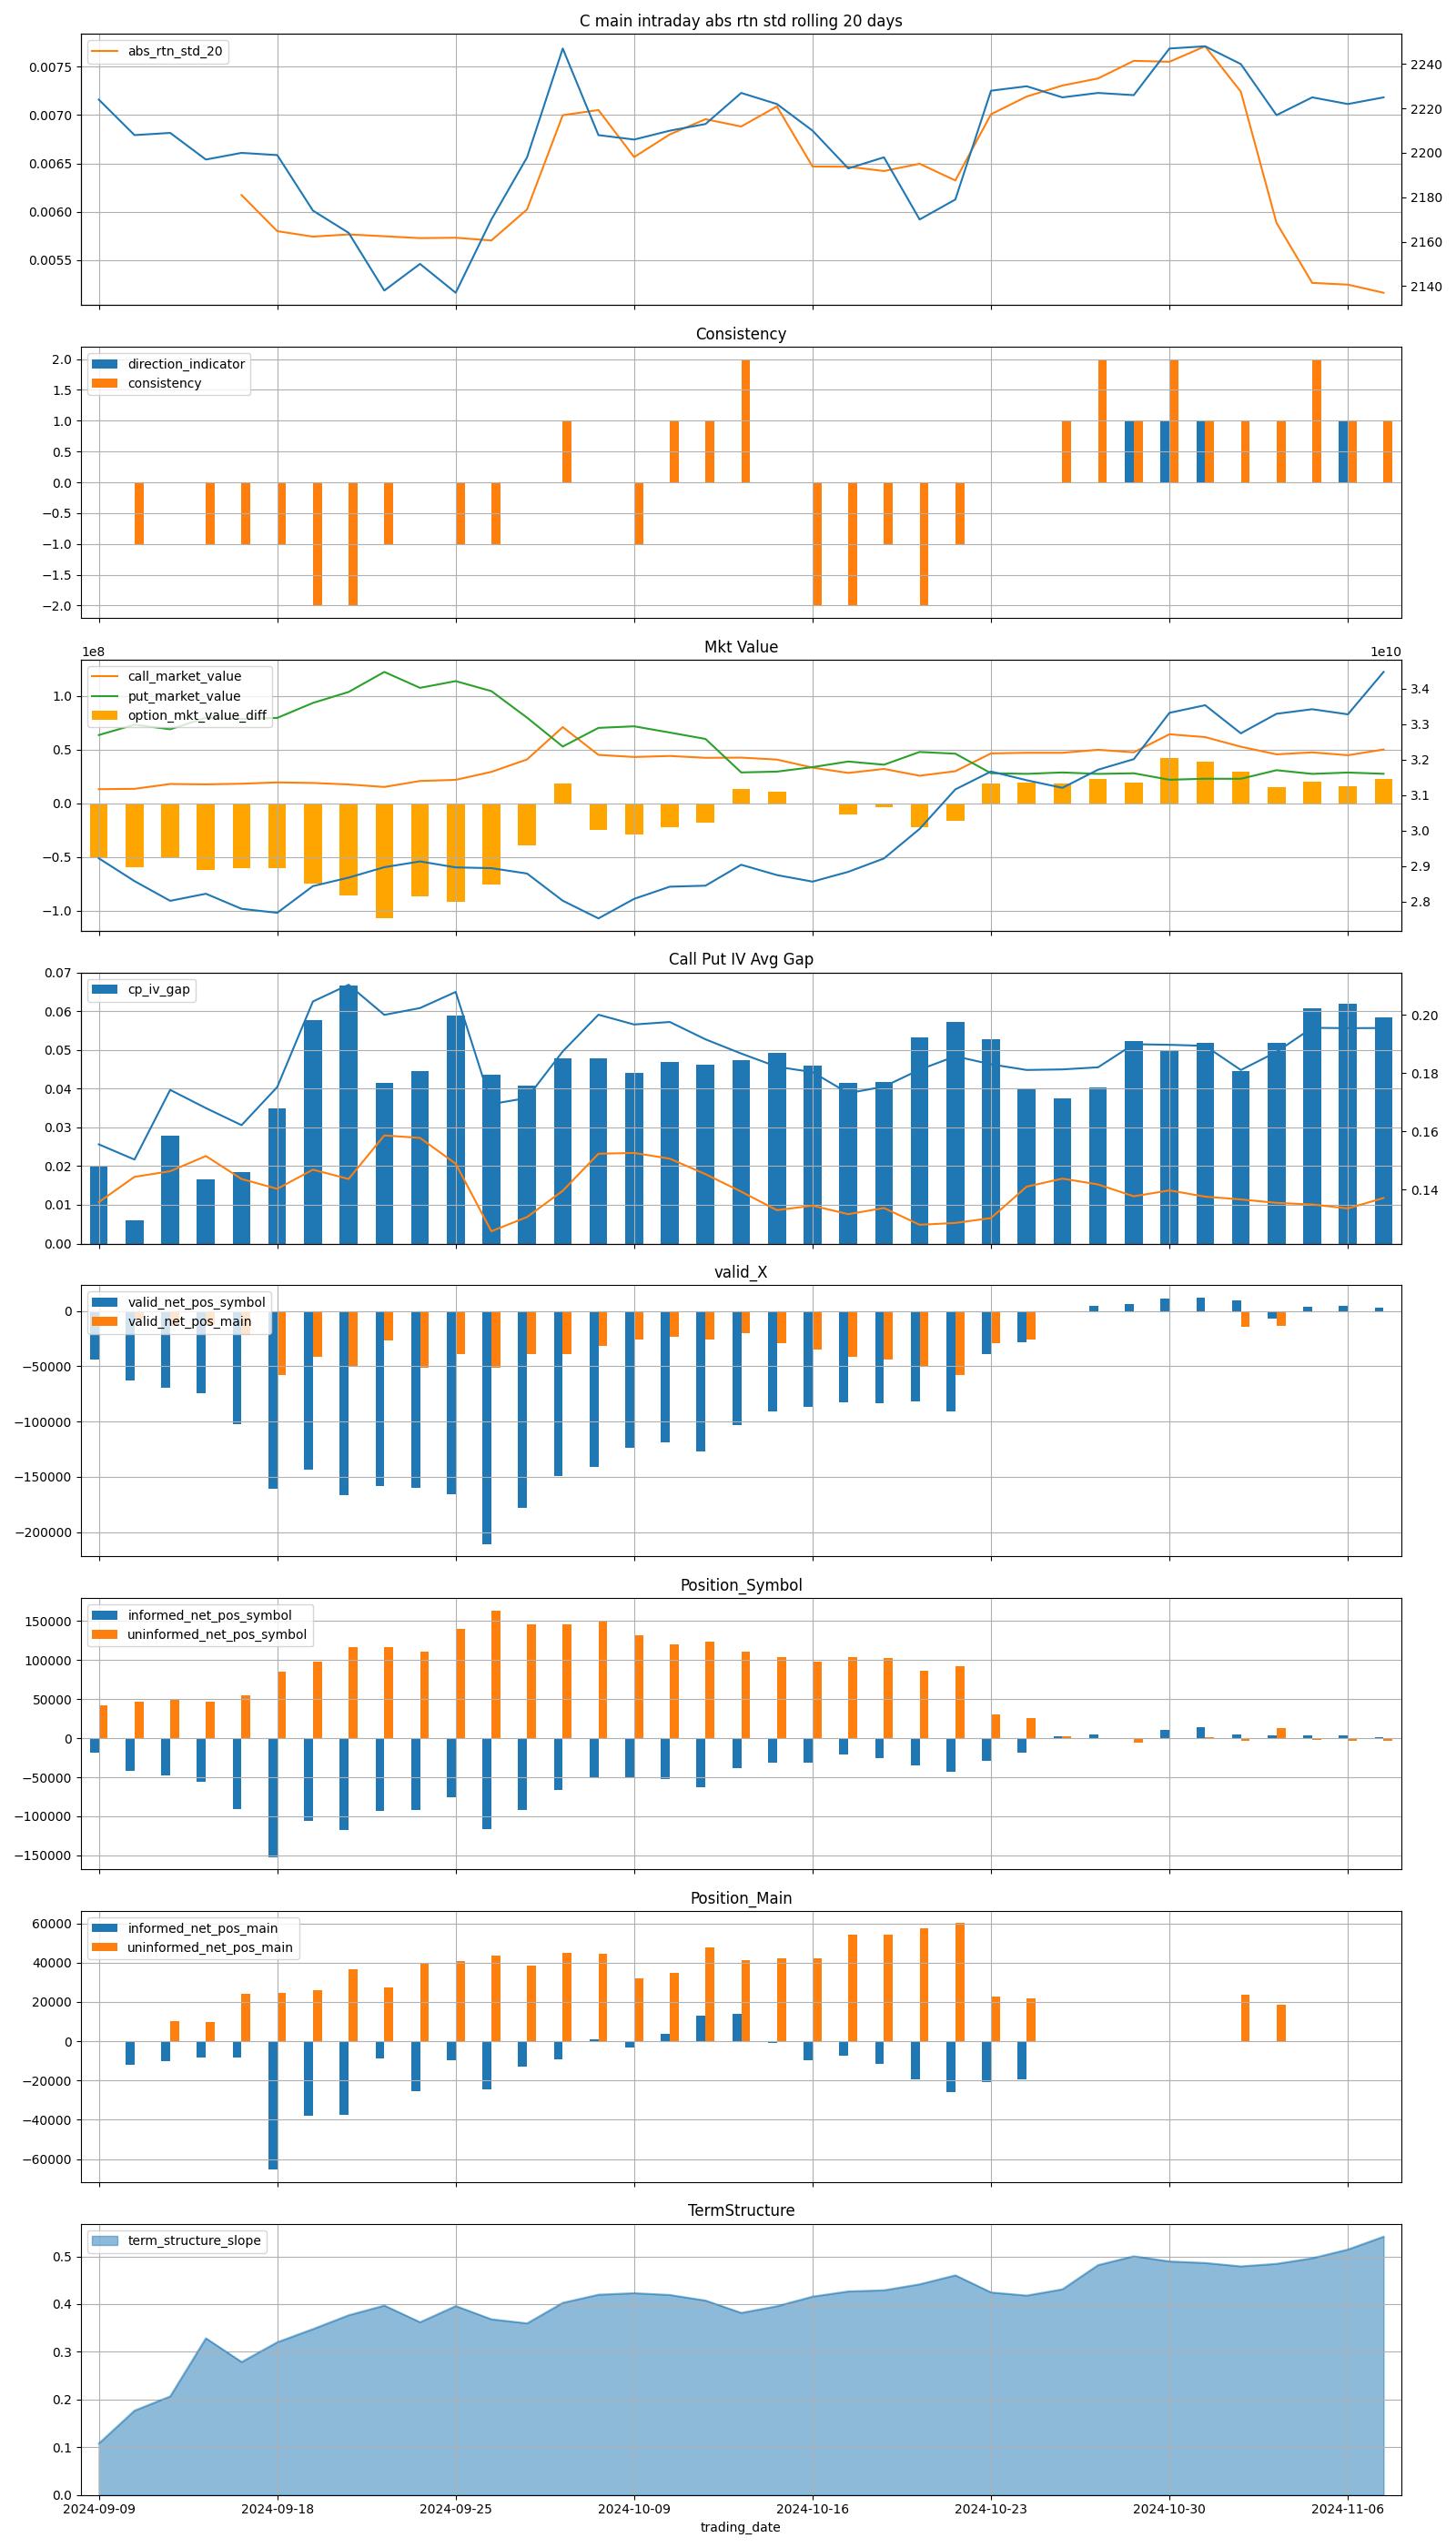 C main intraday abs rtn std rolling 20 days
abs_rtn_std_20
0.0075
0.0070
0.0065
0.0060
0.0055
2240
2220
2200
2180
2160
2140
Consistency
direction_indicator
consistency
2.0
1.5
1.0
0.5
0.0
−0.5
−1.0
−1.5
−2.0
Mkt Value
1e8
1e10
call_market_value
put_market_value
option_mkt_value_diff
1.0
0.5
0.0
−0.5
−1.0
3.4
3.3
3.2
3.1
3.0
2.9
2.8
Call Put IV Avg Gap
cp_iv_gap
0.07
0.06
0.05
0.04
0.03
0.02
0.01
0.00
0.20
0.18
0.16
0.14
valid_X
valid_net_pos_symbol
valid_net_pos_main
0
−50000
−100000
−150000
−200000
Position_Symbol
informed_net_pos_symbol
uninformed_net_pos_symbol
150000
100000
50000
0
−50000
−100000
−150000
Position_Main
informed_net_pos_main
uninformed_net_pos_main
60000
40000
20000
0
−20000
−40000
−60000
TermStructure
term_structure_slope
0.5
0.4
0.3
0.2
0.1
0.0
2024-09-09 2024-09-18 2024-09-25 2024-10-09 2024-10-16 2024-10-23 2024-10-30 2024-11-06
trading_date